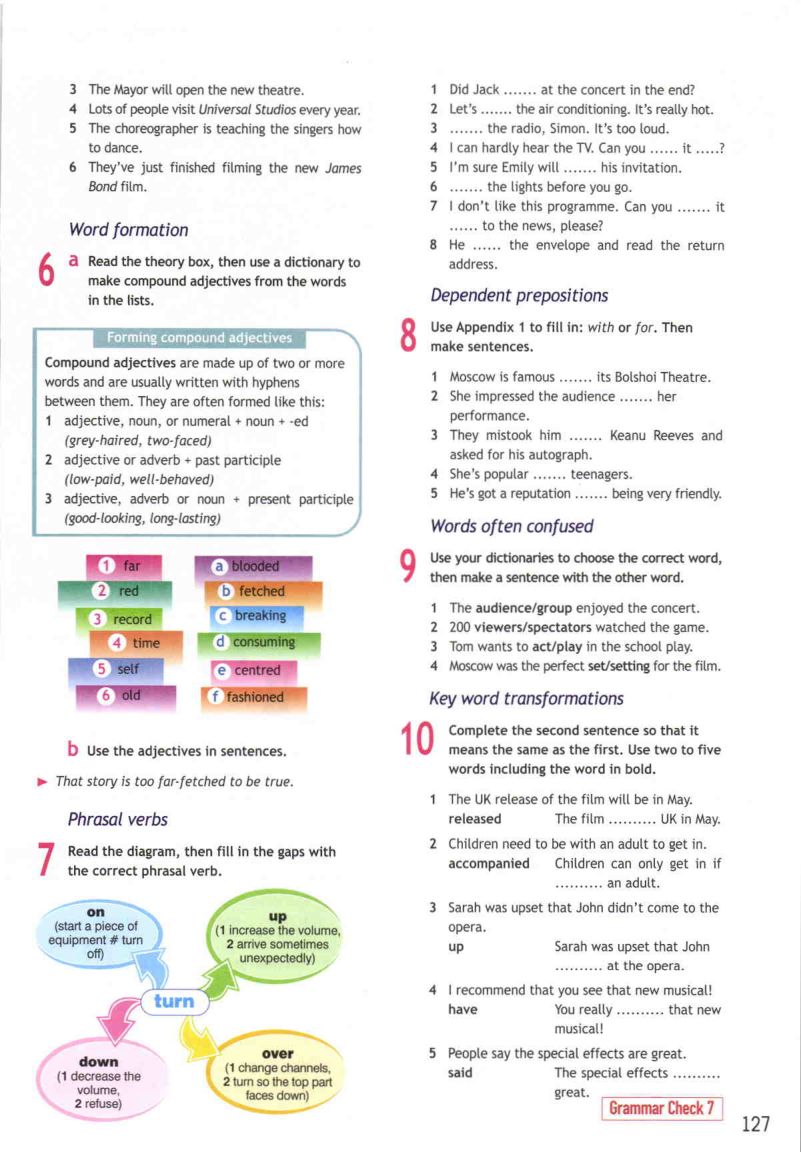 3 The Mayor will open the new theatre.
4 Lots of people visit Universal Studios every year.
5 The choreographer is teaching the singers how
to dance.
6 They've just finished filming the new James
Bond film.
Word formation
6 a Read the theory box, then use a dictionary to
make compound adjectives from the words
in the lists.
Forming compound adjectives
Compound adjectives are made up of two or more
words and are usually written with hyphens
between them. They are often formed like this:
1 adjective, noun, or numeral + noun + -ed
(grey-haired, two-faced)
2 adjective or adverb + past participle
(low-paid, well-behaved)
3 adjective, adverb or noun + present participle
(good-looking, long-lasting)
1 far
2 red
3 record
4 time
5 self
6 old
a blooded
b fetched
c breaking
d consuming
e centred
f fashioned
b Use the adjectives in sentences.
► That story is too far-fetched to be true.
Phrasal verbs
7 Read the diagram, then fill in the gaps with
the correct phrasal verb.
on
(start a piece of
equipment # turn
off)
up
(1 increase the volume,
2 arrive sometimes
unexpectedly)
turn
down
(1 decrease the
volume,
2 refuse)
over
(1 change channels,
2 turn so the top part
faces down)
1 Did Jack ....... at the concert in the end?
2 Let's ....... the air conditioning. It's really hot.
3 ....... the radio, Simon. It's too loud.
4 I can hardly hear the TV. Can you ...... it .....?
5 I'm sure Emily will ....... his invitation.
6 ....... the lights before you go.
7 I don't like this programme. Can you ....... it
...... to the news, please?
8 He ...... the envelope and read the return
address.
Dependent prepositions
8 Use Appendix 1 to fill in: with or for. Then
make sentences.
1 Moscow is famous ....... its Bolshoi Theatre.
2 She impressed the audience ....... her
performance.
3 They mistook him ....... Keanu Reeves and
asked for his autograph.
4 She's popular ....... teenagers.
5 He's got a reputation ....... being very friendly.
Words often confused
9 Use your dictionaries to choose the correct word,
then make a sentence with the other word.
1 The audience/group enjoyed the concert.
2 200 viewers/spectators watched the game.
3 Tom wants to act/play in the school play.
4 Moscow was the perfect set/setting for the film.
Key word transformations
10 Complete the second sentence so that it
means the same as the first. Use two to five
words including the word in bold.
1 The UK release of the film will be in May.
released The film .......... UK in May.
2 Children need to be with an adult to get in.
accompanied Children can only get in if
.......... an adult.
3 Sarah was upset that John didn't come to the
opera.
up Sarah was upset that John
.......... at the opera.
4 I recommend that you see that new musical!
have You really .......... that new
musical!
5 People say the special effects are great.
said The special effects ..........
great.
Grammar Check 7
127